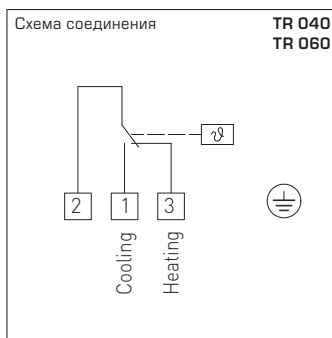 Схема соединения
TR 040
TR 060
ϑ
2 1 3
Cooling
Heating